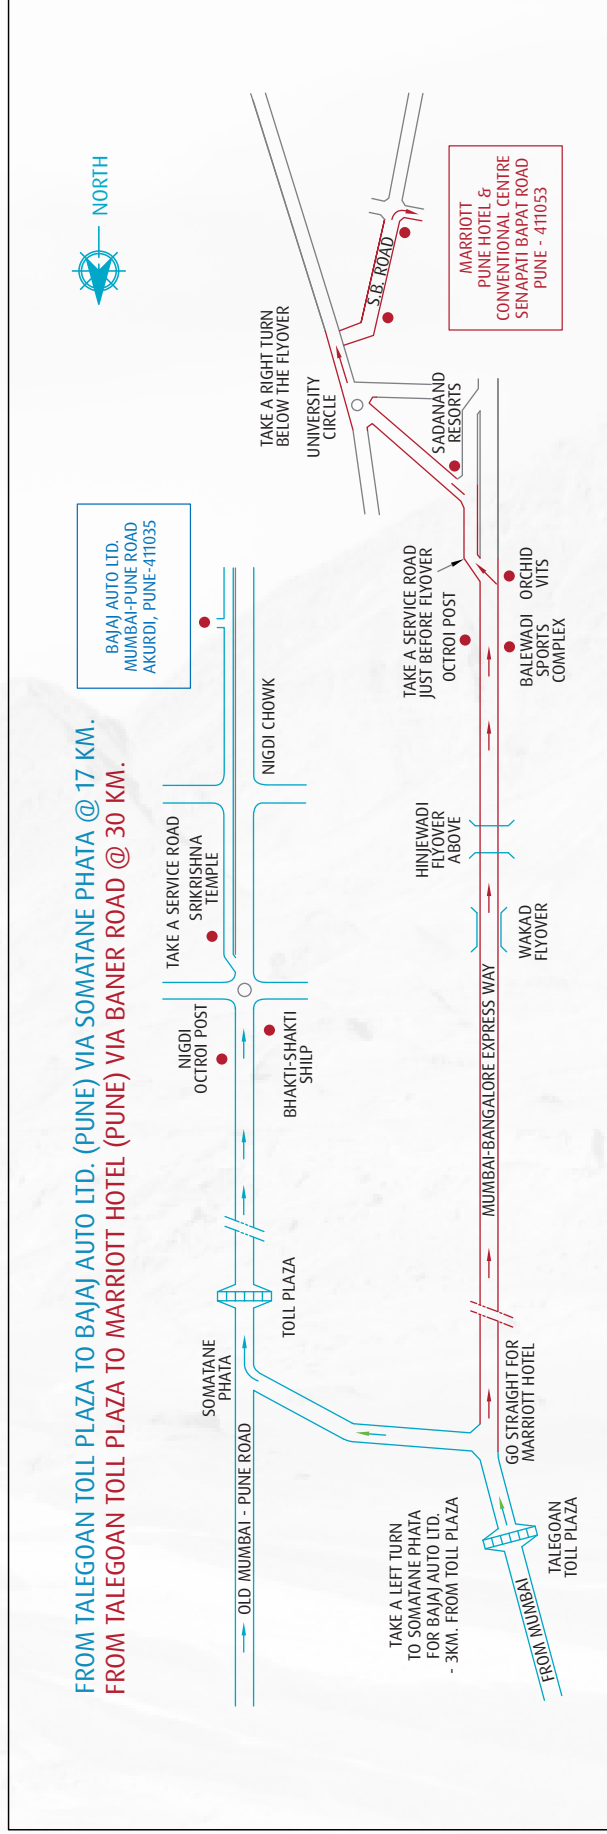 FROM TALEGOAN TOLL PLAZA TO BAJAJ AUTO LTD. (PUNE) VIA SOMATANE PHATA @ 17 KM.
FROM TALEGOAN TOLL PLAZA TO MARRIOTT HOTEL (PUNE) VIA BANER ROAD @ 30 KM.
NORTH
BAJAJ AUTO LTD.
MUMBAI-PUNE ROAD
AKURDI, PUNE-411035
TAKE A SERVICE ROAD
SRIKRISHNA
TEMPLE
NIGDI
OCTROI POST
SOMATANE
PHATA
OLD MUMBAI - PUNE ROAD
TOLL PLAZA
BHAKTI-SHAKTI
SHILP
NIGDI CHOWK
TAKE A RIGHT TURN
BELOW THE FLYOVER
UNIVERSITY
CIRCLE
S.B. ROAD
MARRIOTT
PUNE HOTEL &
CONVENTIONAL CENTRE
SENAPATI BAPAT ROAD
PUNE - 411053
SADANAND
RESORTS
TAKE A SERVICE ROAD
JUST BEFORE FLYOVER
OCTROI POST
HINJEWADI
FLYOVER
ABOVE
TAKE A LEFT TURN
TO SOMATANE PHATA
FOR BAJAJ AUTO LTD.
- 3KM. FROM TOLL PLAZA
MUMBAI-BANGALORE EXPRESS WAY
FROM MUMBAI
TALEGOAN
TOLL PLAZA
GO STRAIGHT FOR
MARRIOTT HOTEL
WAKAD
FLYOVER
BALEWADI
SPORTS
COMPLEX
ORCHID
VITS